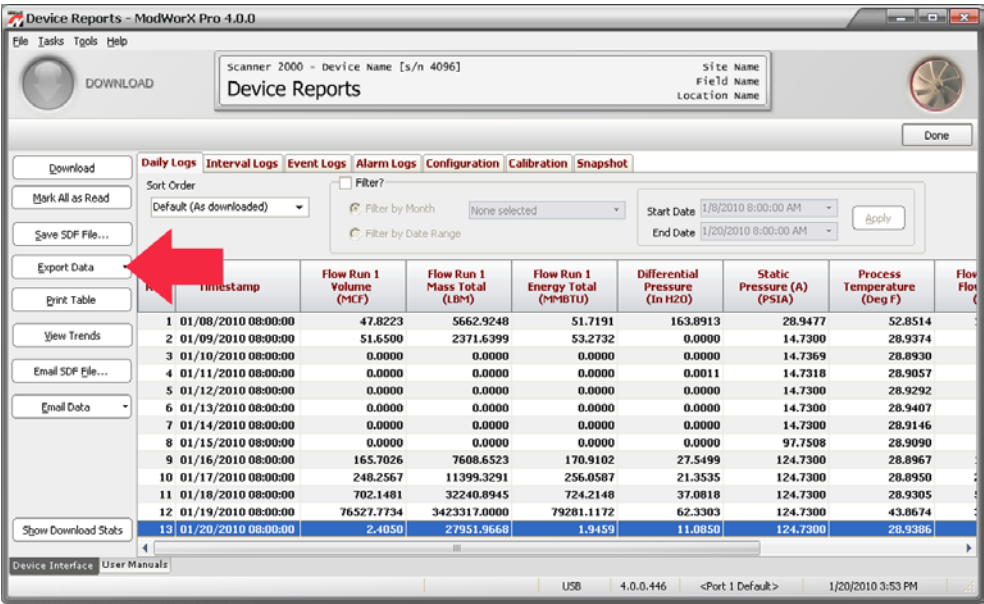 Device Reports - ModWorX Pro 4.0.0
File Tasks Tools Help
DOWNLOAD
Scanner 2000 - Device Name [s/n 4096]
Device Reports
Site Name
Field Name
Location Name
Done
Download
Mark All as Read
Save SDF File...
Export Data
Print Table
View Trends
Email SDF File...
Email Data
Show Download Stats
Daily Logs Interval Logs Event Logs Alarm Logs Configuration Calibration Snapshot
Sort Order
Default (As downloaded)
Filter?
Filter by Month None selected
Filter by Date Range
Start Date 1/8/2010 8:00:00 AM
End Date 1/20/2010 8:00:00 AM
Apply
Timestamp Flow Run 1 Volume (MCF) Flow Run 1 Mass Total (LBM) Flow Run 1 Energy Total (MMBTU) Differential Pressure (In H2O) Static Pressure (A) (PSIA) Process Temperature (Deg F)
1 01/08/2010 08:00:00 47.8223 5662.9248 51.7191 163.8913 28.9477 52.8514
2 01/09/2010 08:00:00 51.6500 2371.6399 53.2732 0.0000 14.7300 28.9374
3 01/10/2010 08:00:00 0.0000 0.0000 0.0000 0.0000 14.7369 28.8930
4 01/11/2010 08:00:00 0.0000 0.0000 0.0000 0.0011 14.7318 28.9057
5 01/12/2010 08:00:00 0.0000 0.0000 0.0000 0.0000 14.7300 28.9292
6 01/13/2010 08:00:00 0.0000 0.0000 0.0000 0.0000 14.7300 28.9407
7 01/14/2010 08:00:00 0.0000 0.0000 0.0000 0.0000 14.7300 28.9146
8 01/15/2010 08:00:00 0.0000 0.0000 0.0000 0.0000 97.7508 28.9090
9 01/16/2010 08:00:00 165.7026 7608.6523 170.9102 27.5499 124.7300 28.8967
10 01/17/2010 08:00:00 248.2567 11399.3291 256.0587 21.3535 124.7300 28.8950
11 01/18/2010 08:00:00 702.1481 32240.8945 724.2148 37.0818 124.7300 28.9305
12 01/19/2010 08:00:00 76527.7734 3423317.0000 79281.1172 62.3303 124.7300 43.8674
13 01/20/2010 08:00:00 2.4050 27951.9668 1.9459 11.0850 124.7300 28.9386
Device Interface User Manuals
USB 4.0.0.446 <Port 1 Default> 1/20/2010 3:53 PM